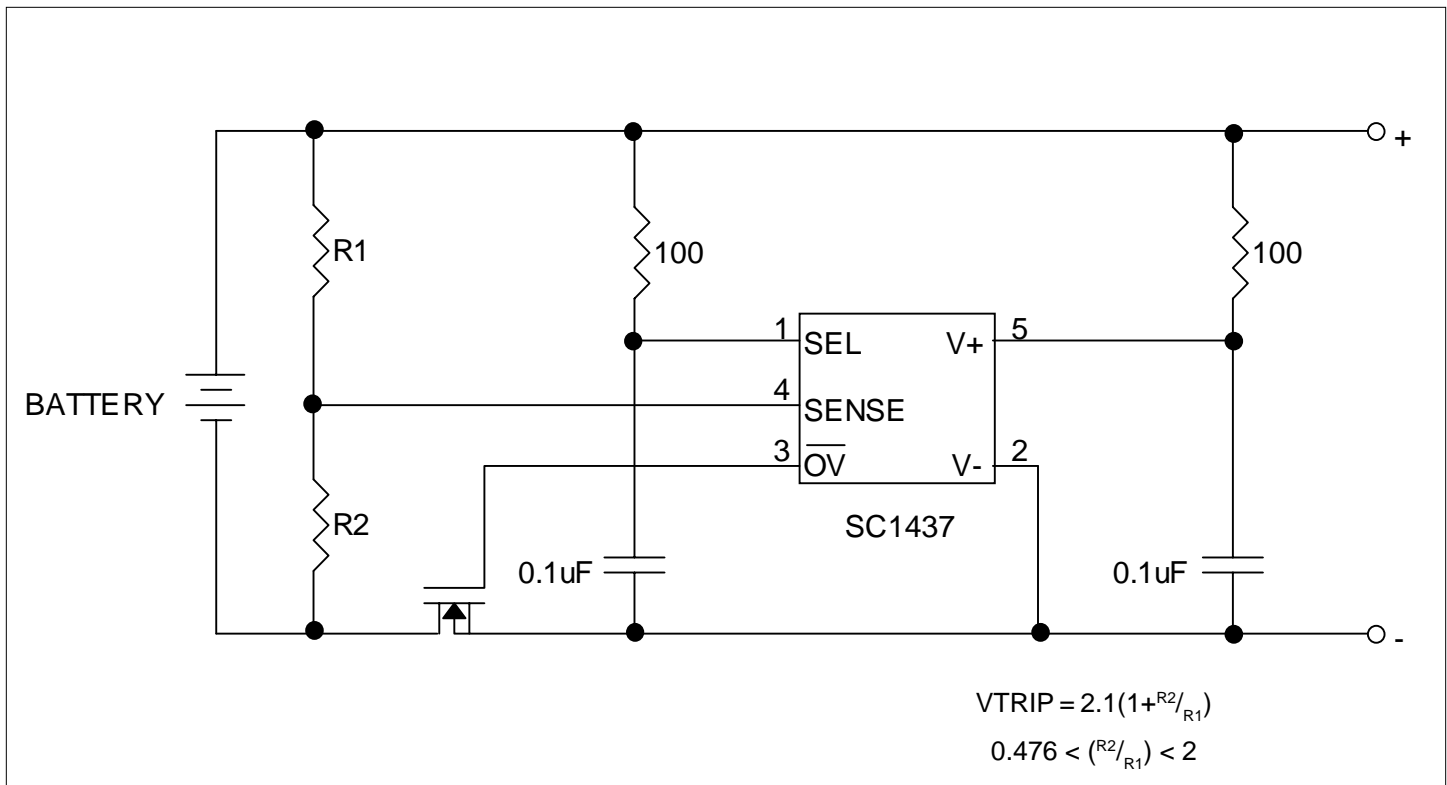 +
R1
100
100
1
SEL
V+
5
BATTERY
4
SENSE
3
O̅V̅
V-
2
R2
SC1437
0.1uF
0.1uF
-
VTRIP = 2.1(1+R2/R1)
0.476 < (R2/R1) < 2